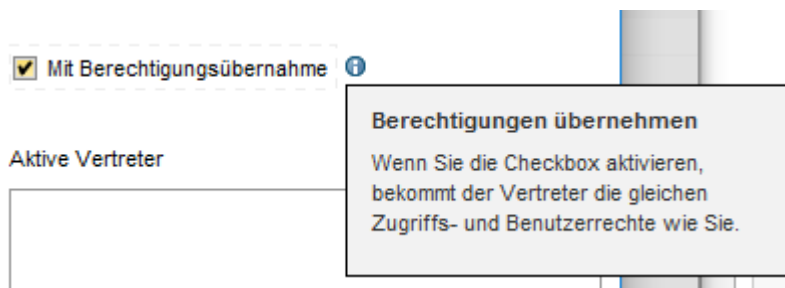 Mit Berechtigungsübernahme
Berechtigungen übernehmen
Aktive Vertreter
Wenn Sie die Checkbox aktivieren,
bekommt der Vertreter die gleichen
Zugriffs- und Benutzerrechte wie Sie.